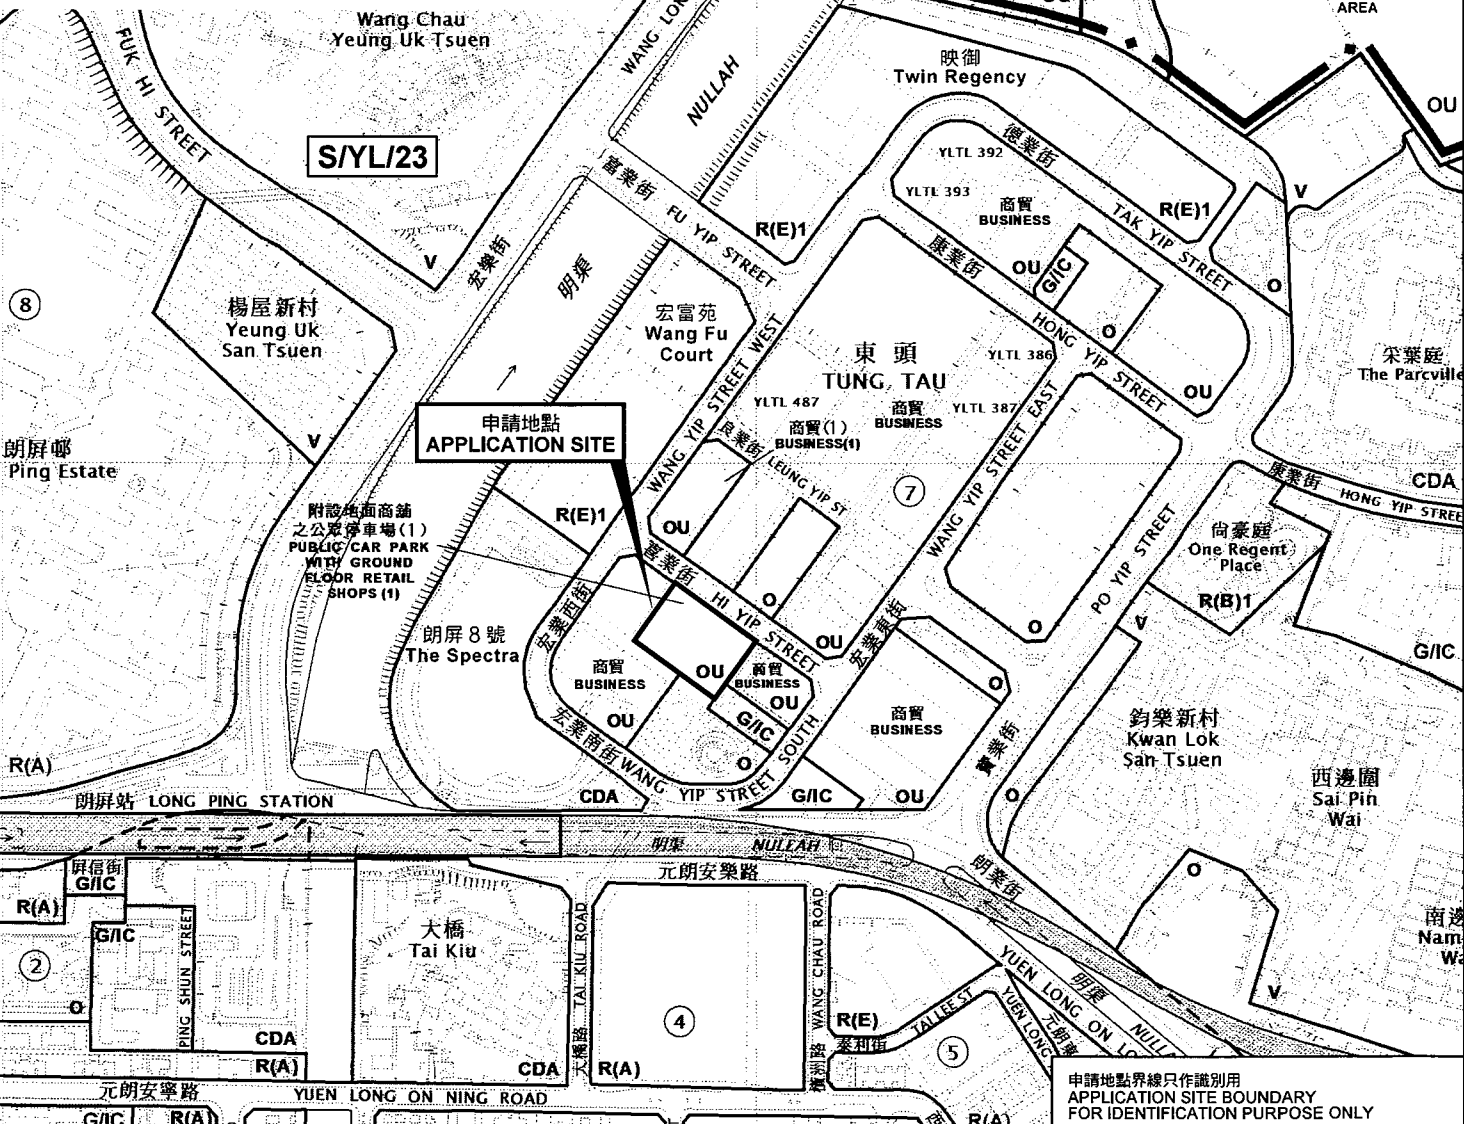 Wang Chau
Yeung Uk Tsuen
AREA
FUK HI STREET
WANG LO
NULLAH
映御
Twin Regency
OU
S/YL/23
富業街 FU YIP STREET
德業街
TAK YIP STREET
YLTL 392
YLTL 393
商貿
BUSINESS
R(E)1
R(E)1
V
V
宏樂街
明渠
康業街
HONG YIP STREET
OU
G/IC
O
O
8
楊屋新村
Yeung Uk
San Tsuen
宏富苑
Wang Fu
Court
WANG YIP STREET WEST
東頭
TUNG TAU
YLTL 386
采葉庭
The Parcville
OU
YLTL 487
商貿(1)
BUSINESS(1)
商貿
BUSINESS
YLTL 387
WANG YIP STREET EAST
申請地點
APPLICATION SITE
良業街
LEUNG YIP ST
V
朗屏邨
Ping Estate
7
康業街
HONG YIP STREE
CDA
附設地面商舖
之公眾停車場(1)
PUBLIC CAR PARK
WITH GROUND
FLOOR RETAIL
SHOPS (1)
R(E)1
OU
喜業街
HI YIP STREET
O
OU
PO YIP STREET
尚豪庭
One Regent
Place
R(B)1
V
O
G/IC
宏業西街
宏業東街
朗屏8號
The Spectra
商貿
BUSINESS
OU
OU
商貿
BUSINESS
OU
G/IC
O
商貿
BUSINESS
OU
宏業南街 WANG YIP STREET SOUTH
O
CDA
G/IC
寶業街
O
鈞樂新村
Kwan Lok
San Tsuen
西邊圍
Sai Pin
Wai
R(A)
朗屏站 LONG PING STATION
明渠
NULLAH
元朗安樂路
朗業街
O
屏信街
G/IC
R(A)
G/IC
2
O
PING SHUN STREET
CDA
R(A)
大橋
Tai Kiu
CDA
大橋路 TAI KIU ROAD
4
R(A)
WANG CHAU ROAD
R(E)
TALLEE ST
泰利街
5
YUEN LONG ON LO
明渠
NULLA
YUEN LONG
南邊
Nam
Wa
V
元朗安寧路
YUEN LONG ON NING ROAD
G/IC
R(A)
R(A)
申請地點界線只作識別用
APPLICATION SITE BOUNDARY
FOR IDENTIFICATION PURPOSE ONLY